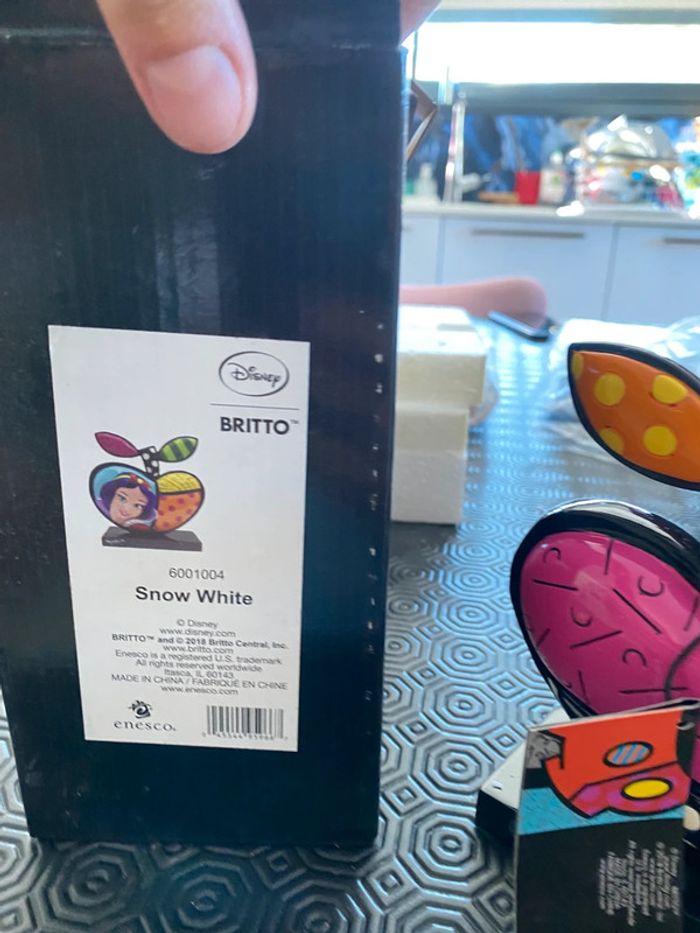 Disney
BRITTO™
6001004
Snow White
© Disney
www.disney.com
BRITTO™ and © 2018 Britto Central, Inc.
www.britto.com
Enesco is a registered U.S. trademark
All rights reserved worldwide
Itasca, IL 60143
MADE IN CHINA / FABRIQUÉ EN CHINE
www.enesco.com
enesco.